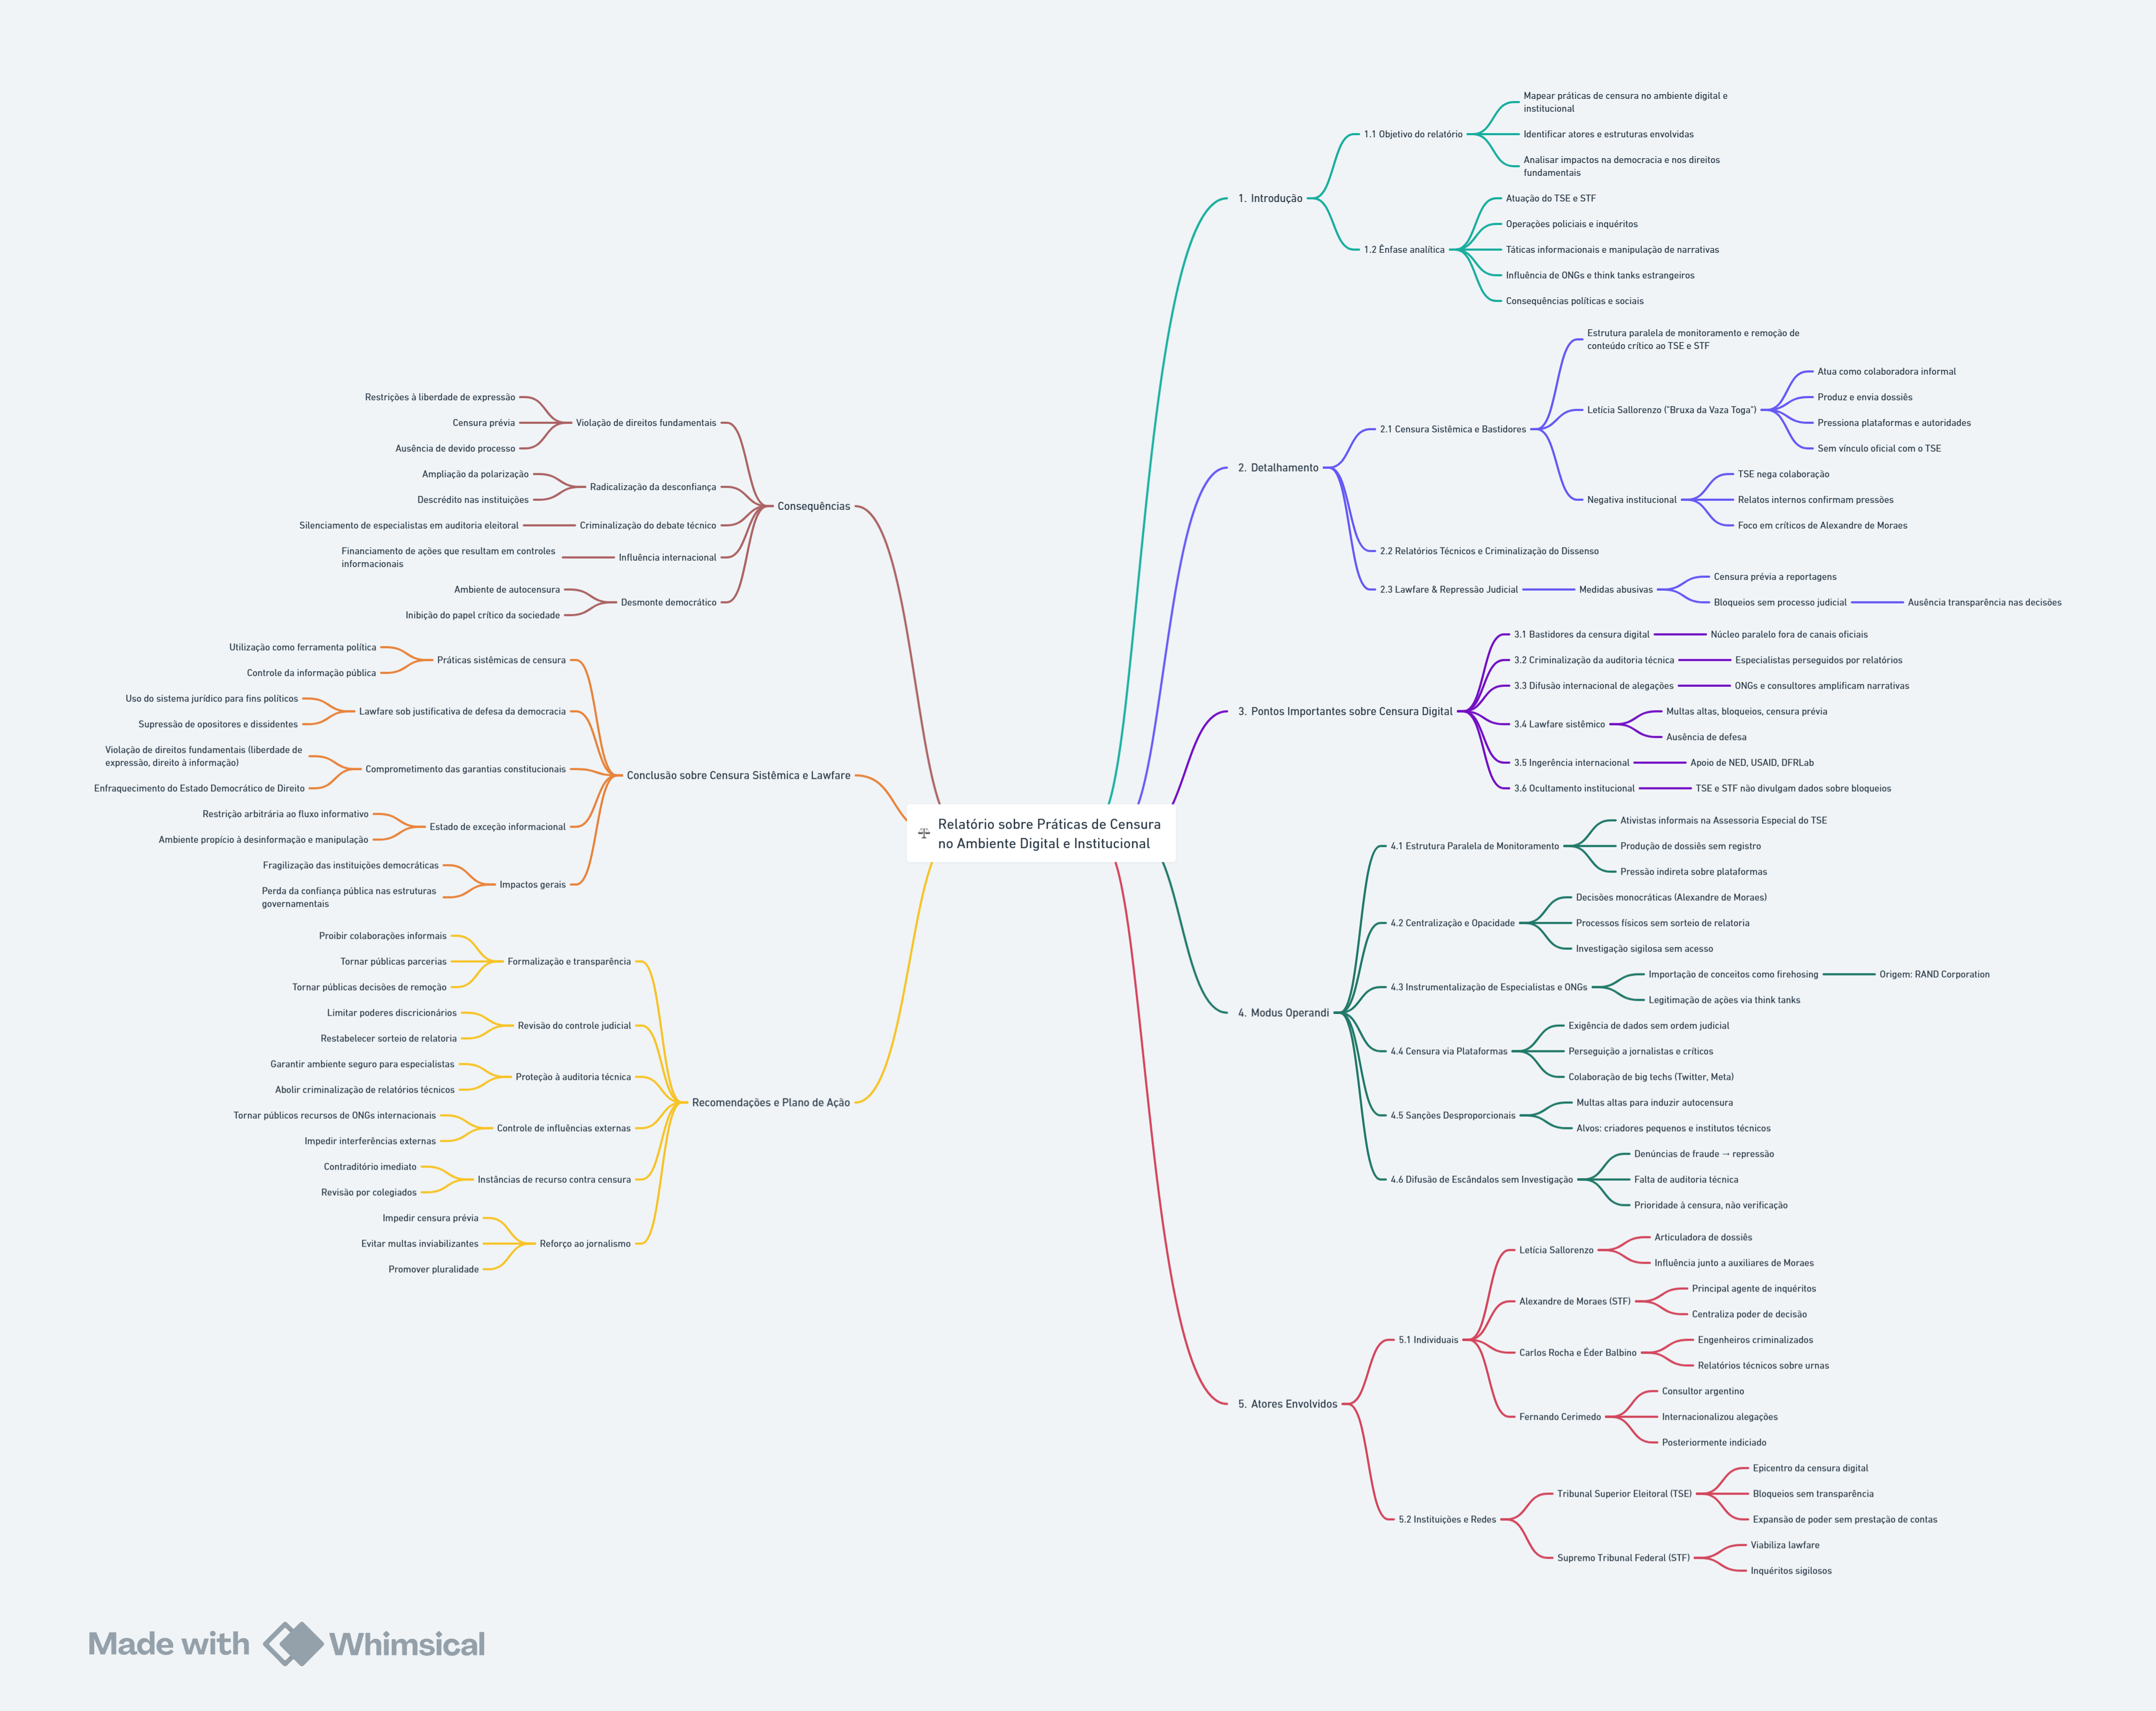 Relatório sobre Práticas de Censura
no Ambiente Digital e Institucional
1. Introdução
1.1 Objetivo do relatório
Mapear práticas de censura no ambiente digital e
institucional
Identificar atores e estruturas envolvidas
Analisar impactos na democracia e nos direitos
fundamentais
1.2 Ênfase analítica
Atuação do TSE e STF
Operações policiais e inquéritos
Táticas informacionais e manipulação de narrativas
Influência de ONGs e think tanks estrangeiros
Consequências políticas e sociais
2. Detalhamento
2.1 Censura Sistêmica e Bastidores
Estrutura paralela de monitoramento e remoção de
conteúdo crítico ao TSE e STF
Letícia Sallorenzo ("Bruxa da Vaza Toga")
Atua como colaboradora informal
Produz e envia dossiês
Pressiona plataformas e autoridades
Sem vínculo oficial com o TSE
Negativa institucional
TSE nega colaboração
Relatos internos confirmam pressões
Foco em críticos de Alexandre de Moraes
2.2 Relatórios Técnicos e Criminalização do Dissenso
2.3 Lawfare & Repressão Judicial
Medidas abusivas
Censura prévia a reportagens
Bloqueios sem processo judicial
Ausência transparência nas decisões
3. Pontos Importantes sobre Censura Digital
3.1 Bastidores da censura digital
Núcleo paralelo fora de canais oficiais
3.2 Criminalização da auditoria técnica
Especialistas perseguidos por relatórios
3.3 Difusão internacional de alegações
ONGs e consultores amplificam narrativas
3.4 Lawfare sistêmico
Multas altas, bloqueios, censura prévia
Ausência de defesa
3.5 Ingerência internacional
Apoio de NED, USAID, DFRLab
3.6 Ocultamento institucional
TSE e STF não divulgam dados sobre bloqueios
4. Modus Operandi
4.1 Estrutura Paralela de Monitoramento
Ativistas informais na Assessoria Especial do TSE
Produção de dossiês sem registro
Pressão indireta sobre plataformas
4.2 Centralização e Opacidade
Decisões monocráticas (Alexandre de Moraes)
Processos físicos sem sorteio de relatoria
Investigação sigilosa sem acesso
4.3 Instrumentalização de Especialistas e ONGs
Importação de conceitos como firehosing
Origem: RAND Corporation
Legitimação de ações via think tanks
4.4 Censura via Plataformas
Exigência de dados sem ordem judicial
Perseguição a jornalistas e críticos
Colaboração de big techs (Twitter, Meta)
4.5 Sanções Desproporcionais
Multas altas para induzir autocensura
Alvos: criadores pequenos e institutos técnicos
4.6 Difusão de Escândalos sem Investigação
Denúncias de fraude → repressão
Falta de auditoria técnica
Prioridade à censura, não verificação
5. Atores Envolvidos
5.1 Individuais
Letícia Sallorenzo
Articuladora de dossiês
Influência junto a auxiliares de Moraes
Alexandre de Moraes (STF)
Principal agente de inquéritos
Centraliza poder de decisão
Carlos Rocha e Éder Balbino
Engenheiros criminalizados
Relatórios técnicos sobre urnas
Fernando Cerimedo
Consultor argentino
Internacionalizou alegações
Posteriormente indiciado
5.2 Instituições e Redes
Tribunal Superior Eleitoral (TSE)
Epicentro da censura digital
Bloqueios sem transparência
Expansão de poder sem prestação de contas
Supremo Tribunal Federal (STF)
Viabiliza lawfare
Inquéritos sigilosos
Consequências
Violação de direitos fundamentais
Restrições à liberdade de expressão
Censura prévia
Ausência de devido processo
Radicalização da desconfiança
Ampliação da polarização
Descrédito nas instituições
Criminalização do debate técnico
Silenciamento de especialistas em auditoria eleitoral
Influência internacional
Financiamento de ações que resultam em controles
informacionais
Desmonte democrático
Ambiente de autocensura
Inibição do papel crítico da sociedade
Conclusão sobre Censura Sistêmica e Lawfare
Práticas sistêmicas de censura
Utilização como ferramenta política
Controle da informação pública
Lawfare sob justificativa de defesa da democracia
Uso do sistema jurídico para fins políticos
Supressão de opositores e dissidentes
Comprometimento das garantias constitucionais
Violação de direitos fundamentais (liberdade de
expressão, direito à informação)
Enfraquecimento do Estado Democrático de Direito
Estado de exceção informacional
Restrição arbitrária ao fluxo informativo
Ambiente propício à desinformação e manipulação
Impactos gerais
Fragilização das instituições democráticas
Perda da confiança pública nas estruturas
governamentais
Recomendações e Plano de Ação
Formalização e transparência
Proibir colaborações informais
Tornar públicas parcerias
Tornar públicas decisões de remoção
Revisão do controle judicial
Limitar poderes discricionários
Restabelecer sorteio de relatoria
Proteção à auditoria técnica
Garantir ambiente seguro para especialistas
Abolir criminalização de relatórios técnicos
Controle de influências externas
Tornar públicos recursos de ONGs internacionais
Impedir interferências externas
Instâncias de recurso contra censura
Contraditório imediato
Revisão por colegiados
Reforço ao jornalismo
Impedir censura prévia
Evitar multas inviabilizantes
Promover pluralidade
Made with Whimsical